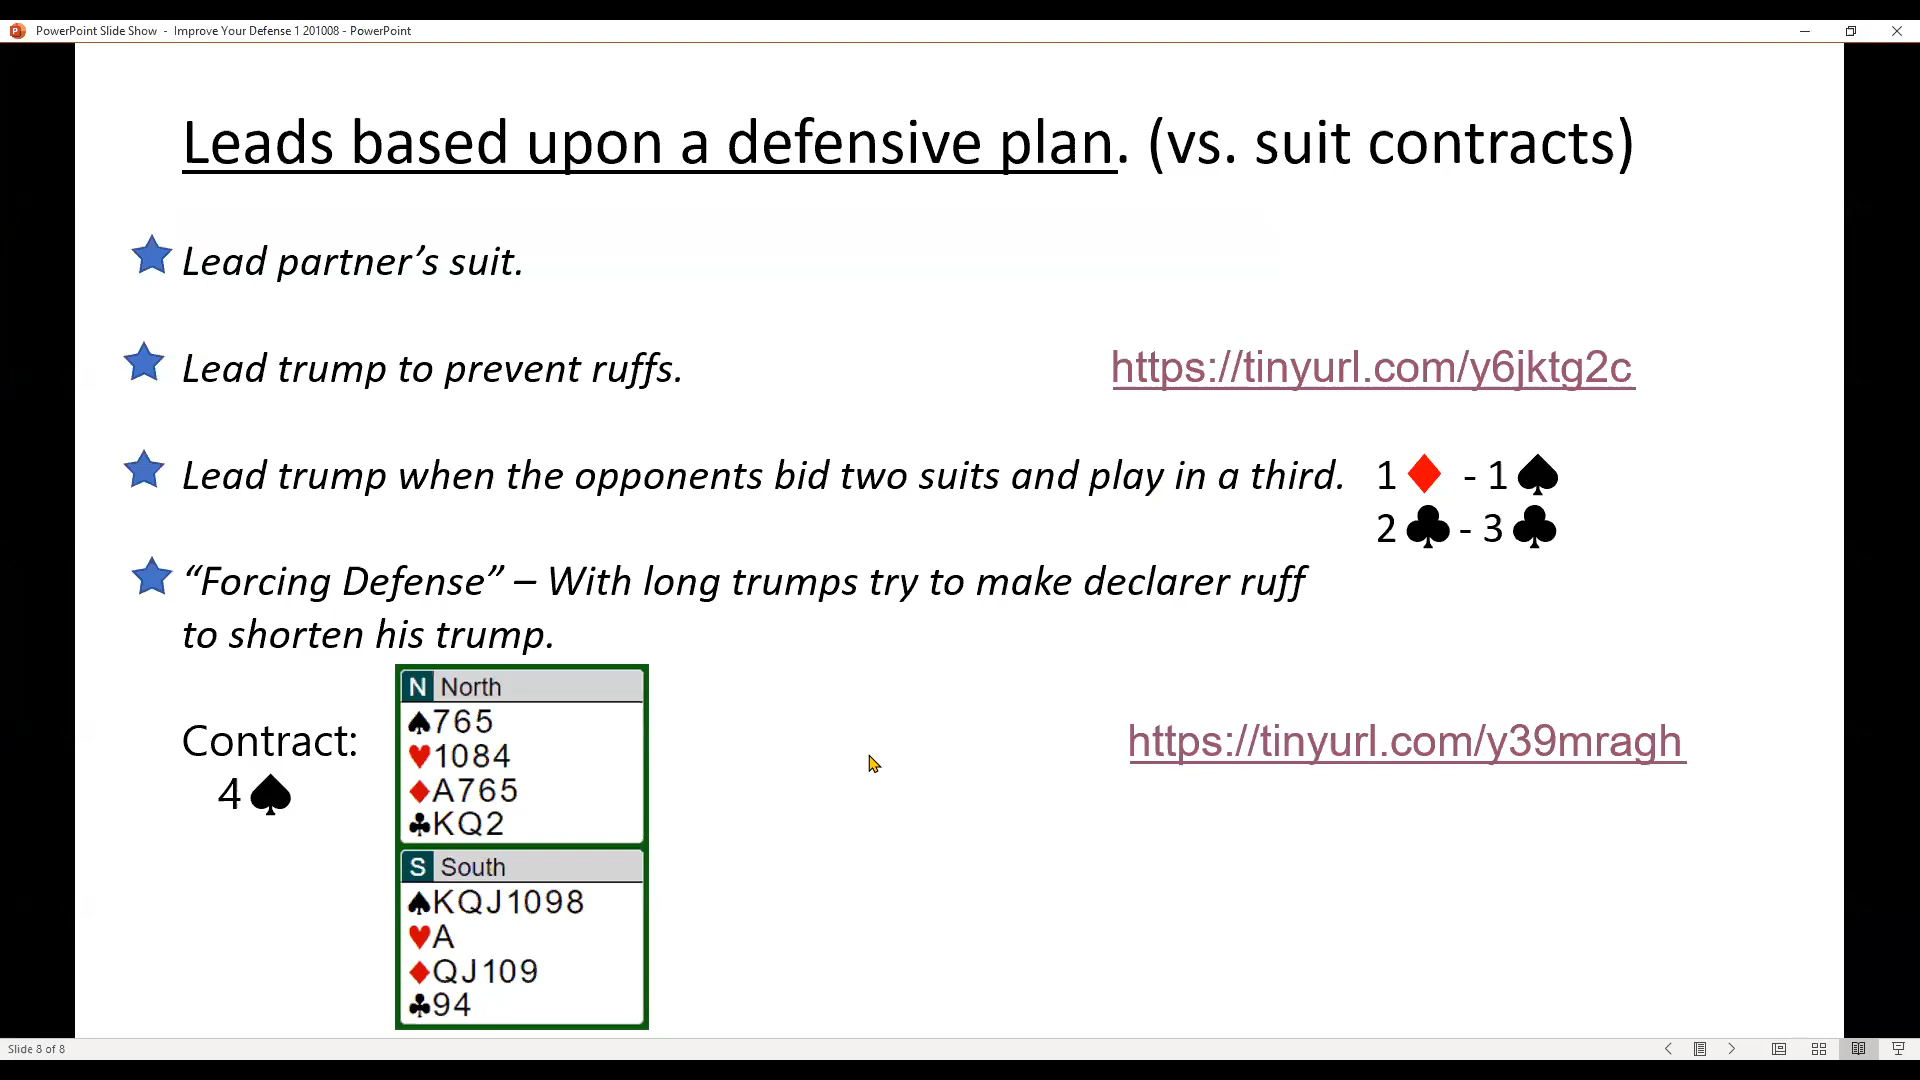 PowerPoint Slide Show - Improve Your Defense 1 201008 - PowerPoint
Leads based upon a defensive plan. (vs. suit contracts)
Lead partner’s suit.
Lead trump to prevent ruffs.
https://tinyurl.com/y6jktg2c
Lead trump when the opponents bid two suits and play in a third.
1♦ - 1♠
2♣ - 3♣
“Forcing Defense” – With long trumps try to make declarer ruff
to shorten his trump.
Contract:
4♠
N North
♠765
♥1084
♦A765
♣KQ2
S South
♠KQJ1098
♥A
♦QJ109
♣94
https://tinyurl.com/y39mragh
Slide 8 of 8